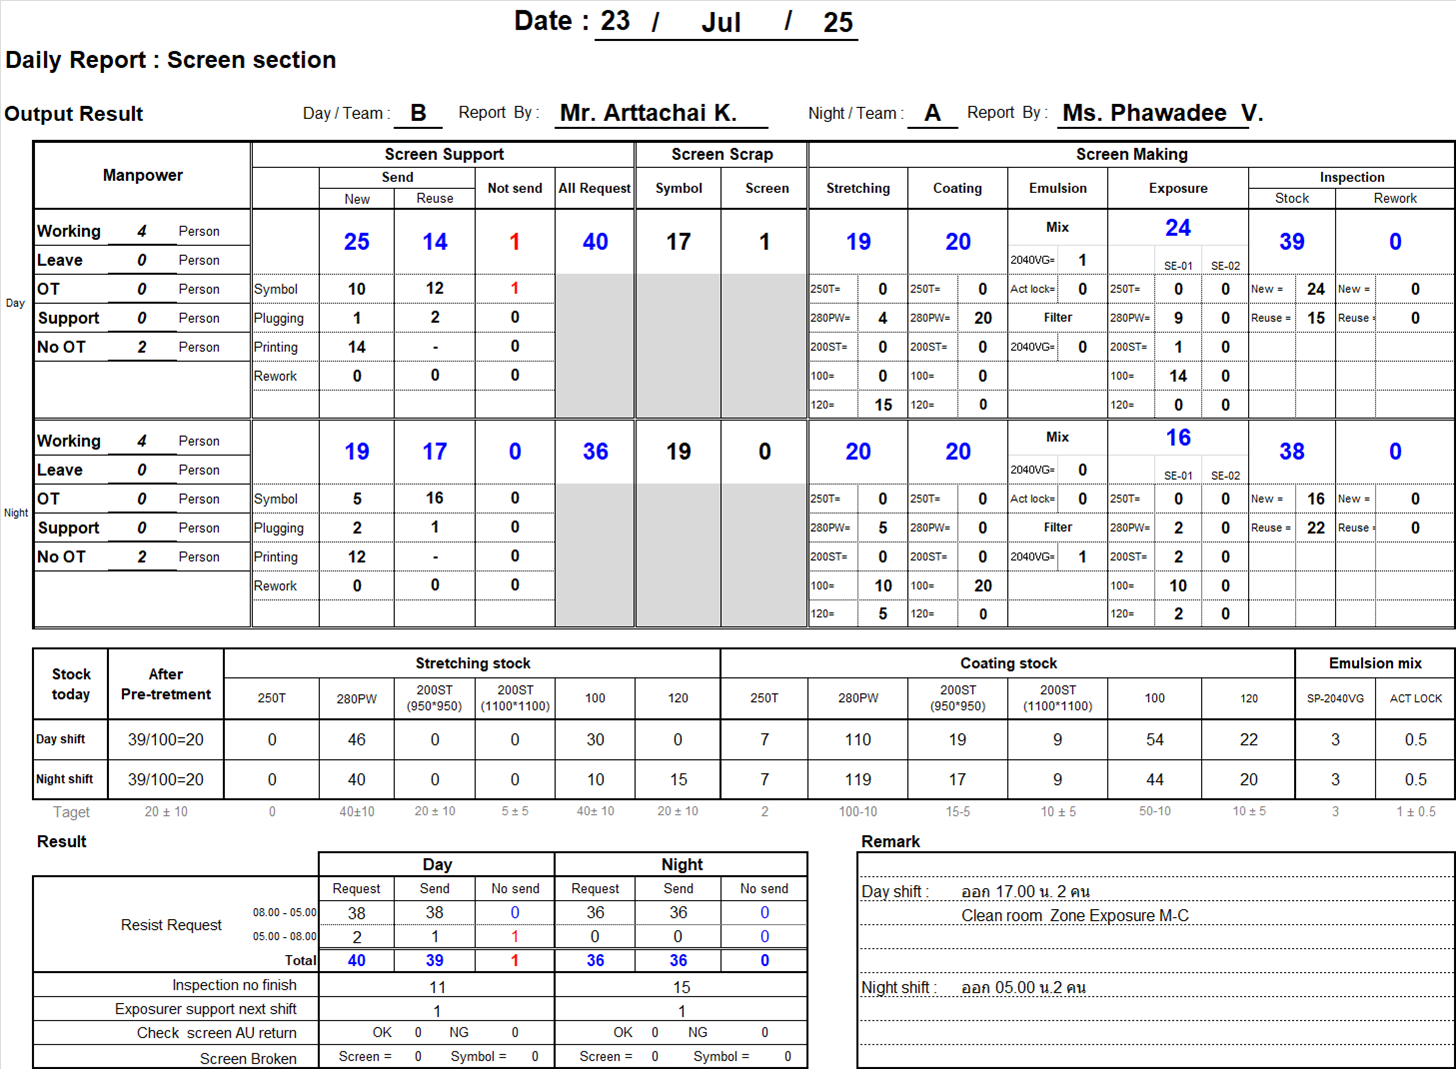 Date : 23 / Jul / 25
Daily Report : Screen section
Output Result Day / Team : B Report By : Mr. Arttachai K. Night / Team : A Report By : Ms. Phawadee V.
Manpower Screen Support Screen Scrap Screen Making
Send Not send All Request Symbol Screen Stretching Coating Emulsion Exposure Inspection
New Reuse Stock Rework
Day
Working 4 Person 25 14 1 40 17 1 19 20 Mix 24 39 0
Leave 0 Person 2040VG= 1 SE-01 SE-02
OT 0 Person Symbol 10 12 1 250T= 0 250T= 0 Act lock= 0 250T= 0 0 New = 24 New = 0
Support 0 Person Plugging 1 2 0 280PW= 4 280PW= 20 Filter 280PW= 9 0 Reuse = 15 Reuse = 0
No OT 2 Person Printing 14 - 0 200ST= 0 200ST= 0 2040VG= 0 200ST= 1 0
Rework 0 0 0 100= 0 100= 0 100= 14 0
120= 15 120= 0 120= 0 0
Night
Working 4 Person 19 17 0 36 19 0 20 20 Mix 16 38 0
Leave 0 Person 2040VG= 0 SE-01 SE-02
OT 0 Person Symbol 5 16 0 250T= 0 250T= 0 Act lock= 0 250T= 0 0 New = 16 New = 0
Support 0 Person Plugging 2 1 0 280PW= 5 280PW= 0 Filter 280PW= 2 0 Reuse = 22 Reuse = 0
No OT 2 Person Printing 12 - 0 200ST= 0 200ST= 0 2040VG= 1 200ST= 2 0
Rework 0 0 0 100= 10 100= 20 100= 10 0
120= 5 120= 0 120= 2 0
Stock today After Pre-tretment Stretching stock Coating stock Emulsion mix
250T 280PW 200ST (950*950) 200ST (1100*1100) 100 120 250T 280PW 200ST (950*950) 200ST (1100*1100) 100 120 SP-2040VG ACT LOCK
Day shift 39/100=20 0 46 0 0 30 0 7 110 19 9 54 22 3 0.5
Night shift 39/100=20 0 40 0 0 10 15 7 119 17 9 44 20 3 0.5
Taget 20 ± 10 0 40±10 20 ± 10 5 ± 5 40± 10 20 ± 10 2 100-10 15-5 10 ± 5 50-10 10 ± 5 3 1 ± 0.5
Result
Day Night
Request Send No send Request Send No send
Resist Request
08.00 - 05.00 38 38 0 36 36 0
05.00 - 08.00 2 1 1 0 0 0
Total 40 39 1 36 36 0
Inspection no finish 11 15
Exposurer support next shift 1 1
Check screen AU return OK 0 NG 0 OK 0 NG 0
Screen Broken Screen = 0 Symbol = 0 Screen = 0 Symbol = 0
Remark
Day shift : ออก 17.00 น. 2 คน
Clean room Zone Exposure M-C
Night shift : ออก 05.00 น.2 คน